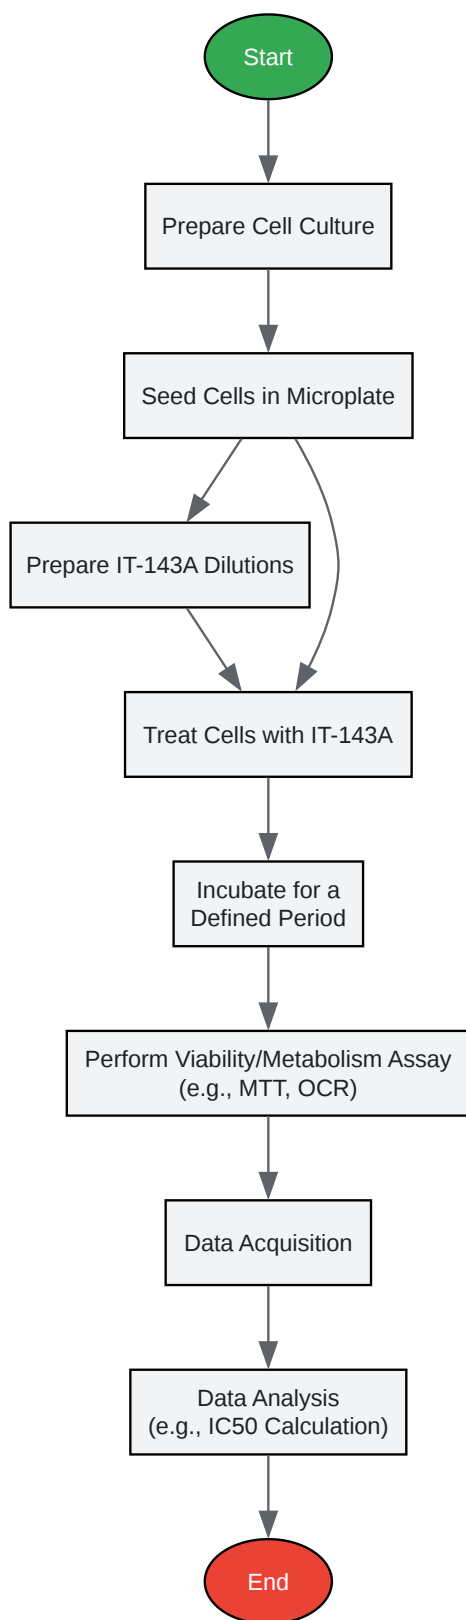 Start
Prepare Cell Culture
Seed Cells in Microplate
Prepare IT-143A Dilutions
Treat Cells with IT-143A
Incubate for a
Defined Period
Perform Viability/Metabolism Assay
(e.g., MTT, OCR)
Data Acquisition
Data Analysis
(e.g., IC50 Calculation)
End